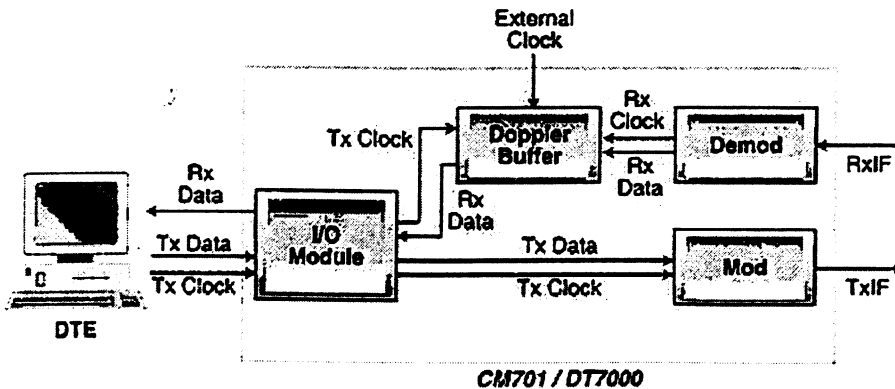 External
Clock
Rx
Clock
Tx Clock
Doppler
Buffer
Demod
Rx
Data
RxIF
Rx
Data
Rx
Data
I/O
Module
Tx Data
Tx Clock
Tx Data
Tx Clock
Mod
TxIF
DTE
CM701 / DT7000